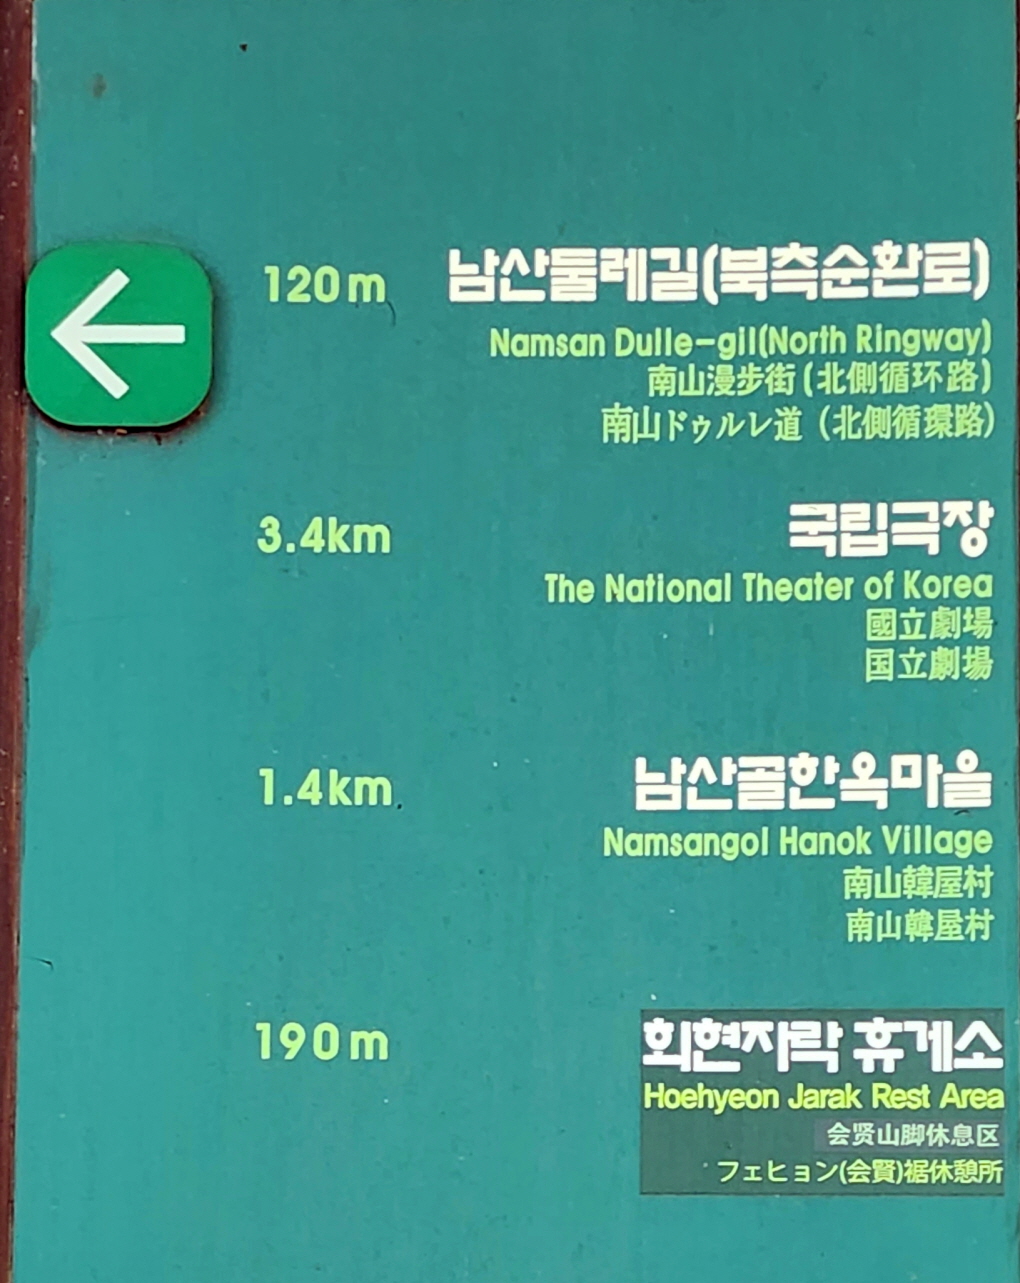 120m 남산둘레길(북측순환로)
Namsan Dulle-gil(North Ringway)
南山漫步街(北側循环路)
南山ドゥルレ道(北側循環路)
3.4km 국립극장
The National Theater of Korea
國立劇場
国立劇場
1.4km 남산골한옥마을
Namsangol Hanok Village
南山韓屋村
南山韓屋村
190m 회현자락 휴게소
Hoehyeon Jarak Rest Area
会贤山脚休息区
フェヒョン(会賢)裾休憩所